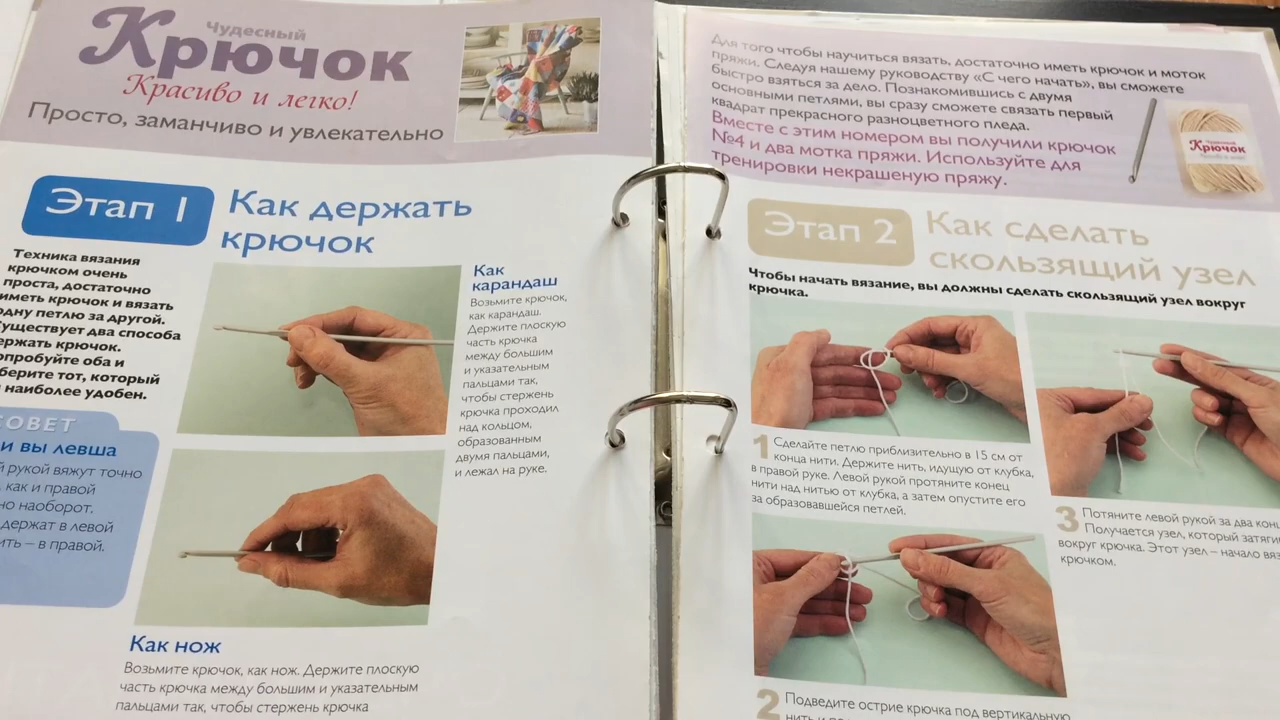 Чудесный
Крючок
Красиво и легко!
Просто, заманчиво и увлекательно
Этап 1
Как держать
крючок
Техника вязания
крючком очень
проста, достаточно
иметь крючок и вязать
одну петлю за другой.
Существует два способа
держать крючок.
опробуйте оба и
берите тот, который
наиболее удобен.
СОВЕТ
и вы левша
й рукой вяжут точно
как и правой
но наоборот.
держат в левой
ить – в правой.
Как
карандаш
Возьмите крючок,
как карандаш.
Держите плоскую
часть крючка
между большим
и указательным
пальцами так,
чтобы стержень
крючка проходил
над кольцом,
образованным
двумя пальцами,
и лежал на руке.
Как нож
Возьмите крючок, как нож. Держите плоскую
часть крючка между большим и указательным
пальцами так, чтобы стержень крючка
Для того чтобы научиться вязать, достаточно иметь крючок и моток
пряжи. Следуя нашему руководству «С чего начать», вы сможете
быстро взяться за дело. Познакомившись с двумя
основными петлями, вы сразу сможете связать первый
квадрат прекрасного разноцветного пледа.
Вместе с этим номером вы получили крючок
№4 и два мотка пряжи. Используйте для
тренировки некрашеную пряжу.
Чудесный
Крючок
Этап 2
Как сделать
скользящий узел
Чтобы начать вязание, вы должны сделать скользящий узел вокруг
крючка.
1 Сделайте петлю приблизительно в 15 см от
конца нити. Держите нить, идущую от клубка,
в правой руке. Левой рукой протяните конец
нити над нитью от клубка, а затем опустите его
за образовавшейся петлей.
2 Подведите острие крючка под вертикальную
3 Потяните левой рукой за два кон
Получается узел, который затяги
вокруг крючка. Этот узел – начало вяз
крючком.